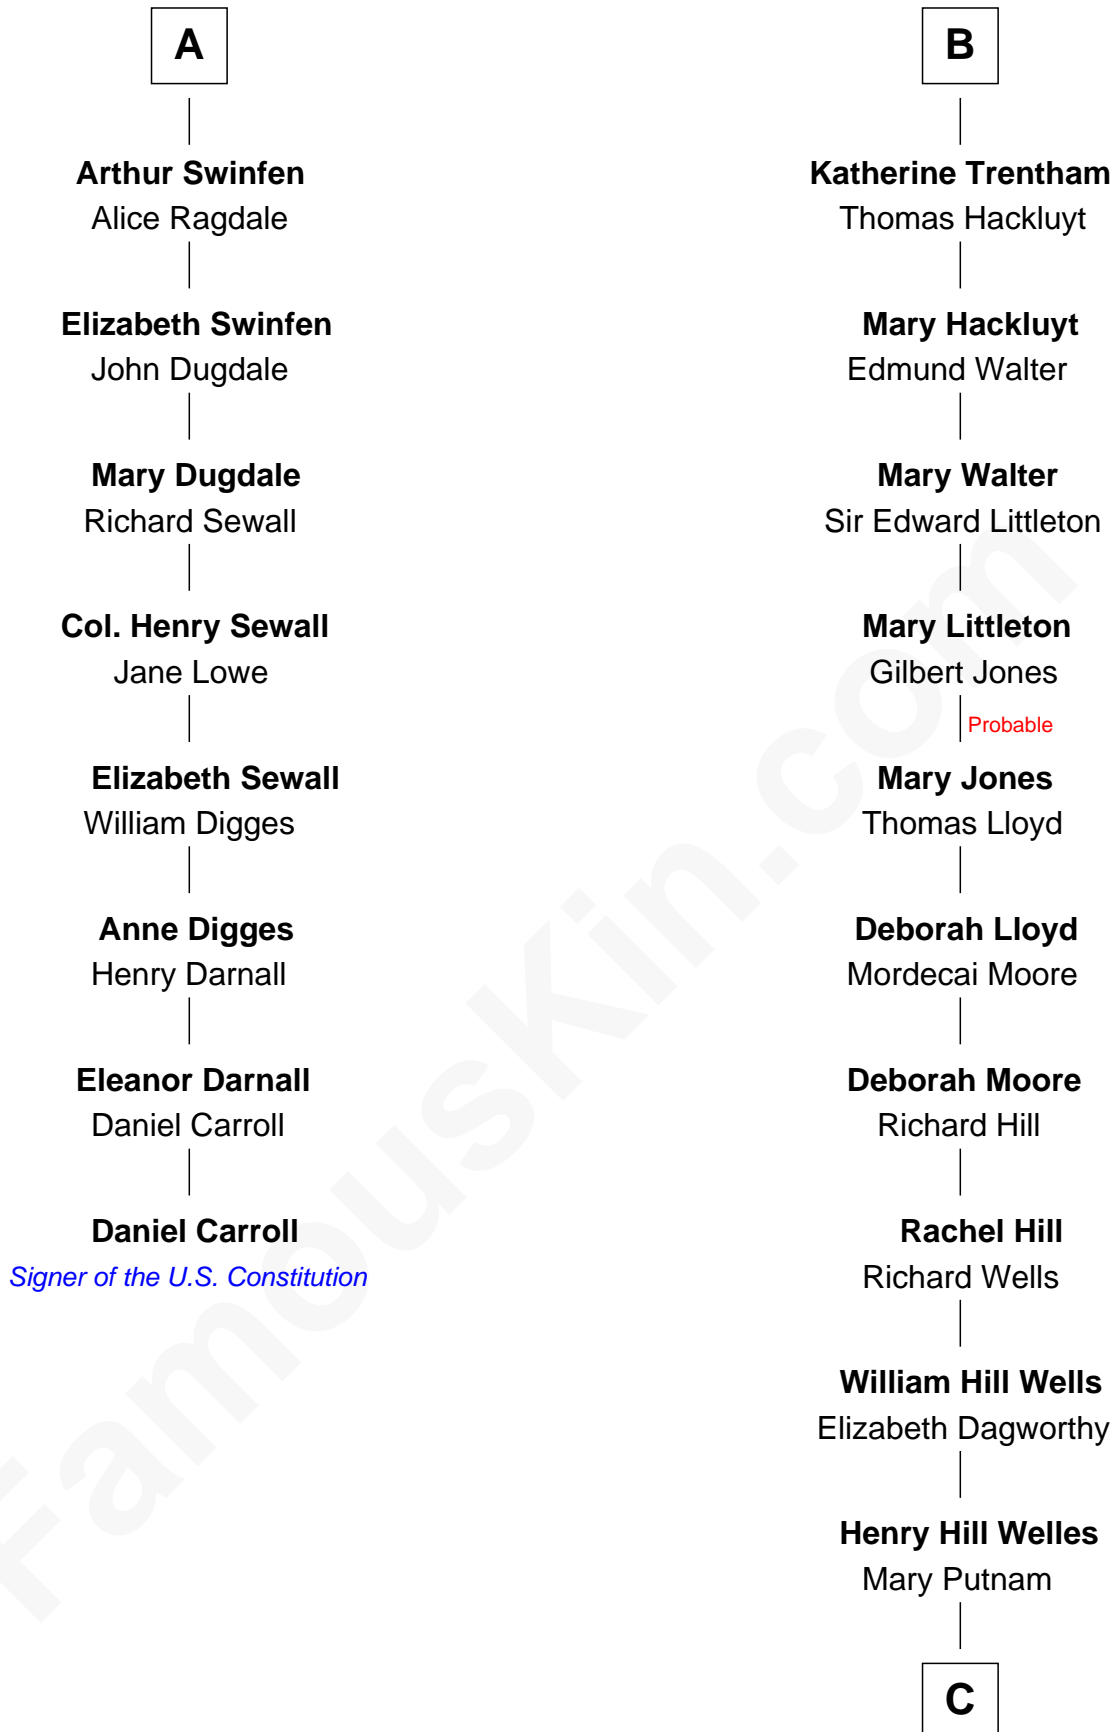 A
Arthur Swinfen
Alice Ragdale
Elizabeth Swinfen
John Dugdale
Mary Dugdale
Richard Sewall
Col. Henry Sewall
Jane Lowe
Elizabeth Sewall
William Digges
Anne Digges
Henry Darnall
Eleanor Darnall
Daniel Carroll
Daniel Carroll
Signer of the U.S. Constitution
B
Katherine Trentham
Thomas Hackluyt
Mary Hackluyt
Edmund Walter
Mary Walter
Sir Edward Littleton
Mary Littleton
Gilbert Jones
Probable
Mary Jones
Thomas Lloyd
Deborah Lloyd
Mordecai Moore
Deborah Moore
Richard Hill
Rachel Hill
Richard Wells
William Hill Wells
Elizabeth Dagworthy
Henry Hill Welles
Mary Putnam
C
FamousKin.com